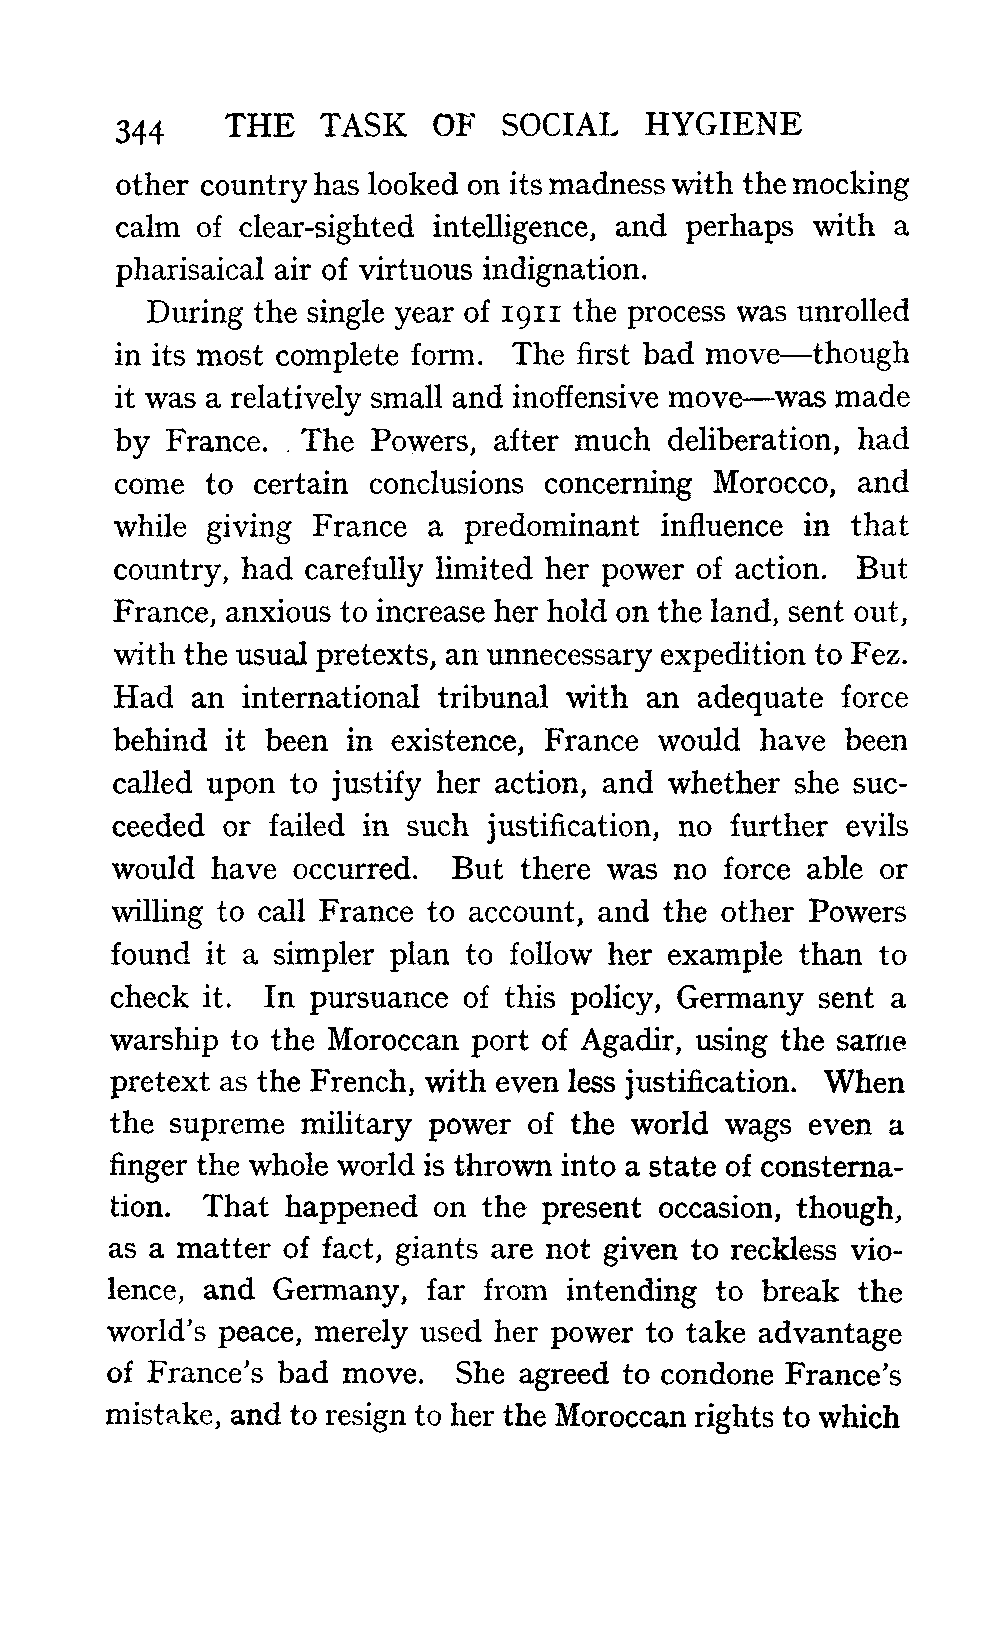 344 THE TASK OF SOCIAL HYGIENE
other country has looked on its madness with the mocking
calm of clear-sighted intelligence, and perhaps with a
pharisaical air of virtuous indignation.
During the single year of 1911 the process was unrolled
in its most complete form. The first bad move—though
it was a relatively small and inoffensive move—was made
by France. The Powers, after much deliberation, had
come to certain conclusions concerning Morocco, and
while giving France a predominant influence in that
country, had carefully limited her power of action. But
France, anxious to increase her hold on the land, sent out,
with the usual pretexts, an unnecessary expedition to Fez.
Had an international tribunal with an adequate force
behind it been in existence, France would have been
called upon to justify her action, and whether she suc-
ceeded or failed in such justification, no further evils
would have occurred. But there was no force able or
willing to call France to account, and the other Powers
found it a simpler plan to follow her example than to
check it. In pursuance of this policy, Germany sent a
warship to the Moroccan port of Agadir, using the same
pretext as the French, with even less justification. When
the supreme military power of the world wags even a
finger the whole world is thrown into a state of consterna-
tion. That happened on the present occasion, though,
as a matter of fact, giants are not given to reckless vio-
lence, and Germany, far from intending to break the
world's peace, merely used her power to take advantage
of France's bad move. She agreed to condone France's
mistake, and to resign to her the Moroccan rights to which